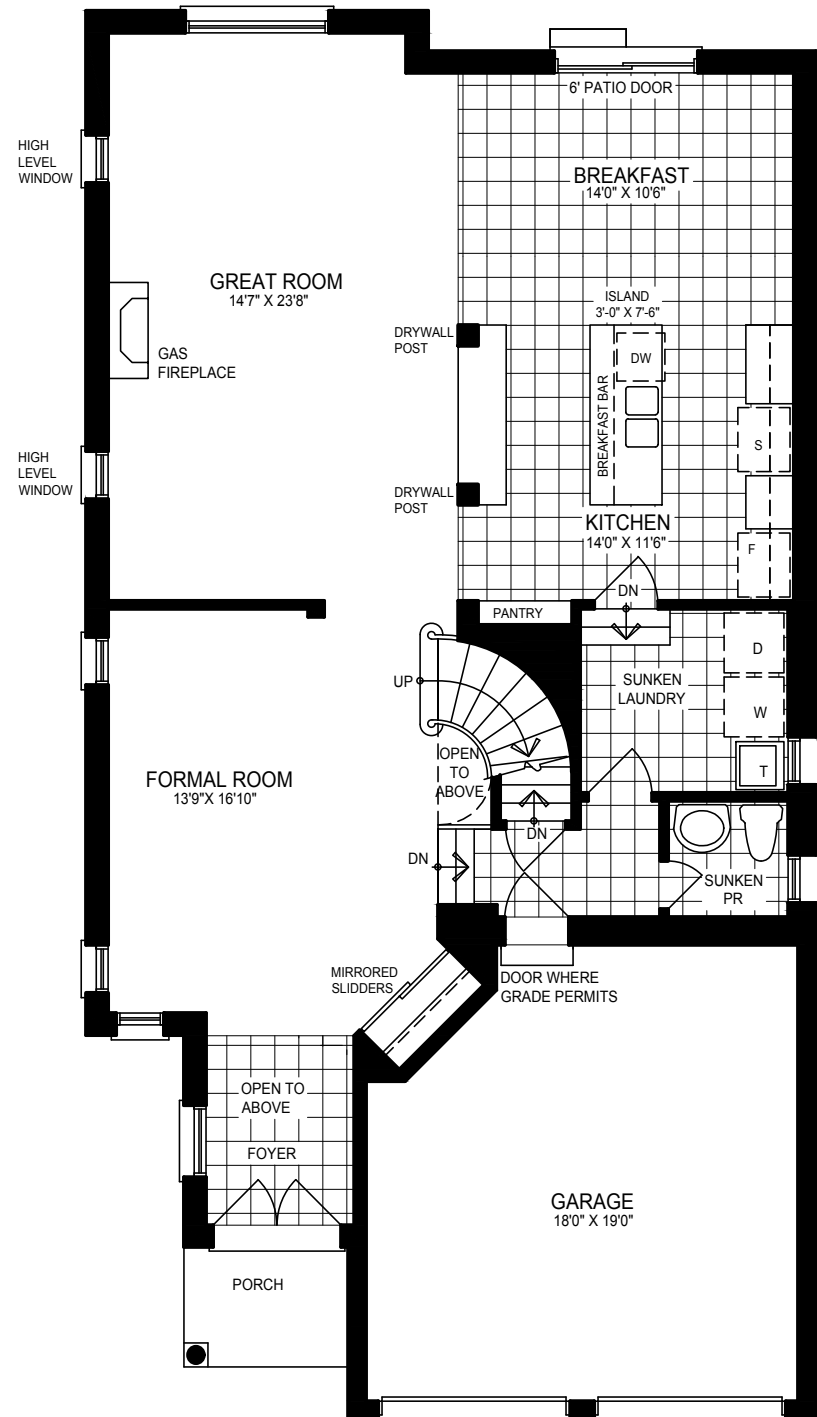 6' PATIO DOOR
HIGH
LEVEL
WINDOW
BREAKFAST
14'0" X 10'6"
GREAT ROOM
14'7" X 23'8"
ISLAND
3'-0" X 7'-6"
DRYWALL
POST
GAS
FIREPLACE
DW
BREAKFAST BAR
S
HIGH
LEVEL
WINDOW
DRYWALL
POST
KITCHEN
14'0" X 11'6"
F
DN
PANTRY
UP
SUNKEN
LAUNDRY
D
W
T
OPEN
TO
ABOVE
FORMAL ROOM
13'9"X 16'10"
DN
DN
SUNKEN
PR
MIRRORED
SLIDDERS
DOOR WHERE
GRADE PERMITS
OPEN TO
ABOVE
FOYER
GARAGE
18'0" X 19'0"
PORCH